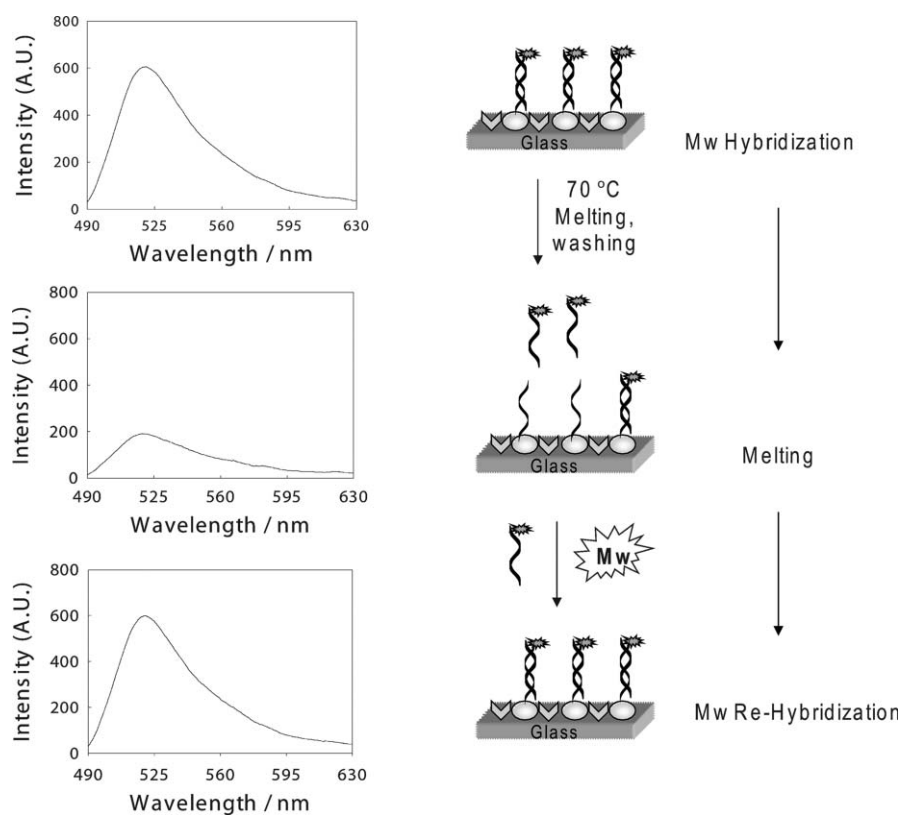 800
600
400
200
0
Intensity (A.U.)
490 525 560 595 630
Wavelength / nm
Glass
Mw Hybridization
70 ºC
Melting,
washing
800
600
400
200
0
Intensity (A.U.)
490 525 560 595 630
Wavelength / nm
Glass
Melting
Mw
800
600
400
200
0
Intensity (A.U.)
490 525 560 595 630
Wavelength / nm
Glass
Mw Re-Hybridization